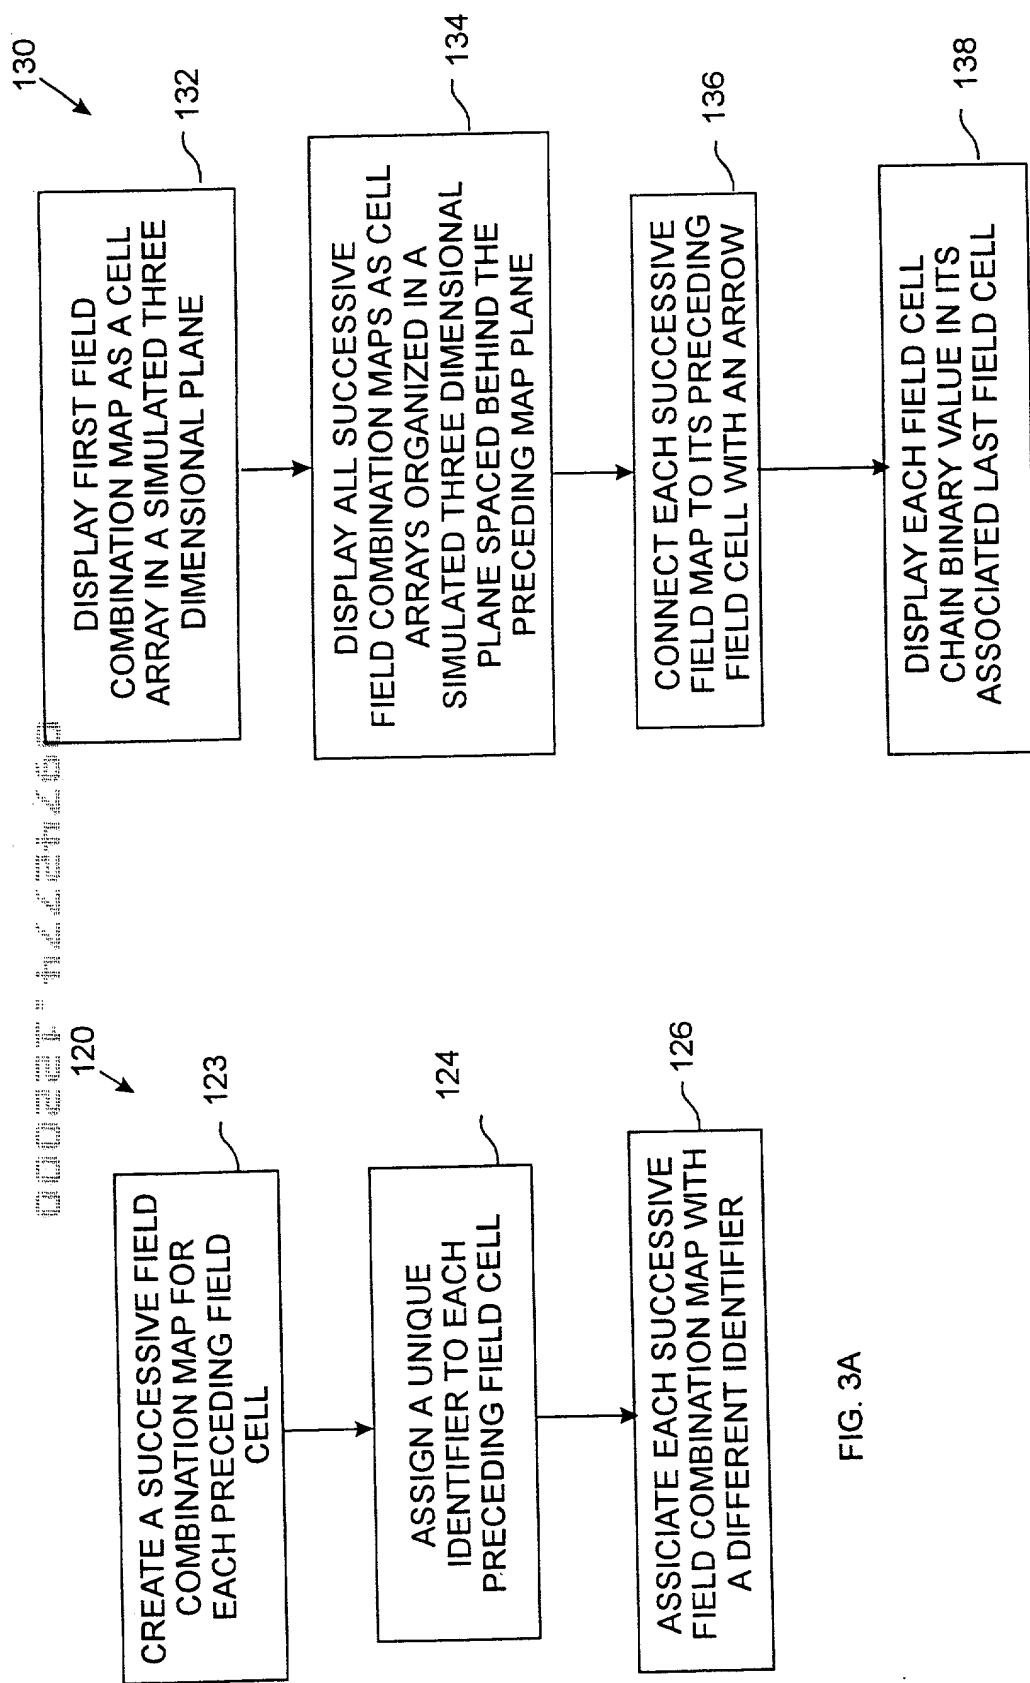 120
CREATE A SUCCESSIVE FIELD
COMBINATION MAP FOR
EACH PRECEDING FIELD
CELL
123
ASSIGN A UNIQUE
IDENTIFIER TO EACH
PRECEDING FIELD CELL
124
ASSICIATE EACH SUCCESSIVE
FIELD COMBINATION MAP WITH
A DIFFERENT IDENTIFIER
126
FIG. 3A
130
DISPLAY FIRST FIELD
COMBINATION MAP AS A CELL
ARRAY IN A SIMULATED THREE
DIMENSIONAL PLANE
132
DISPLAY ALL SUCCESSIVE
FIELD COMBINATION MAPS AS CELL
ARRAYS ORGANIZED IN A
SIMULATED THREE DIMENSIONAL
PLANE SPACED BEHIND THE
PRECEDING MAP PLANE
134
CONNECT EACH SUCCESSIVE
FIELD MAP TO ITS PRECEDING
FIELD CELL WITH AN ARROW
136
DISPLAY EACH FIELD CELL
CHAIN BINARY VALUE IN ITS
ASSOCIATED LAST FIELD CELL
138